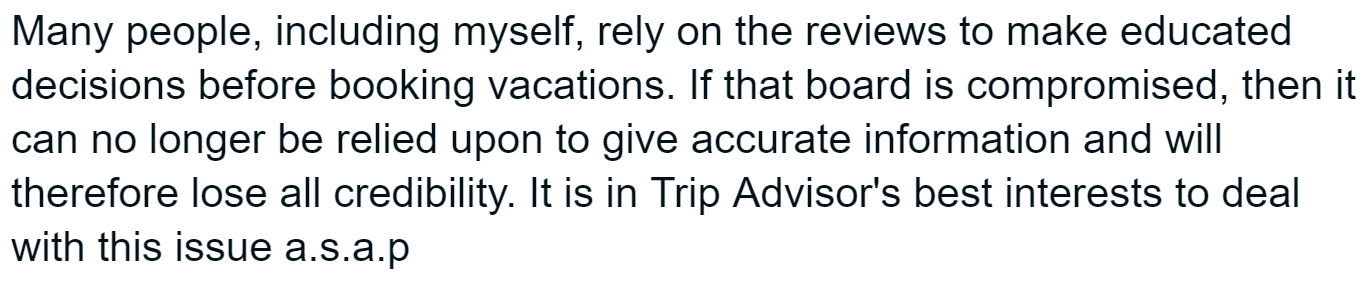 Many people, including myself, rely on the reviews to make educated
decisions before booking vacations. If that board is compromised, then it
can no longer be relied upon to give accurate information and will
therefore lose all credibility. It is in Trip Advisor's best interests to deal
with this issue a.s.a.p